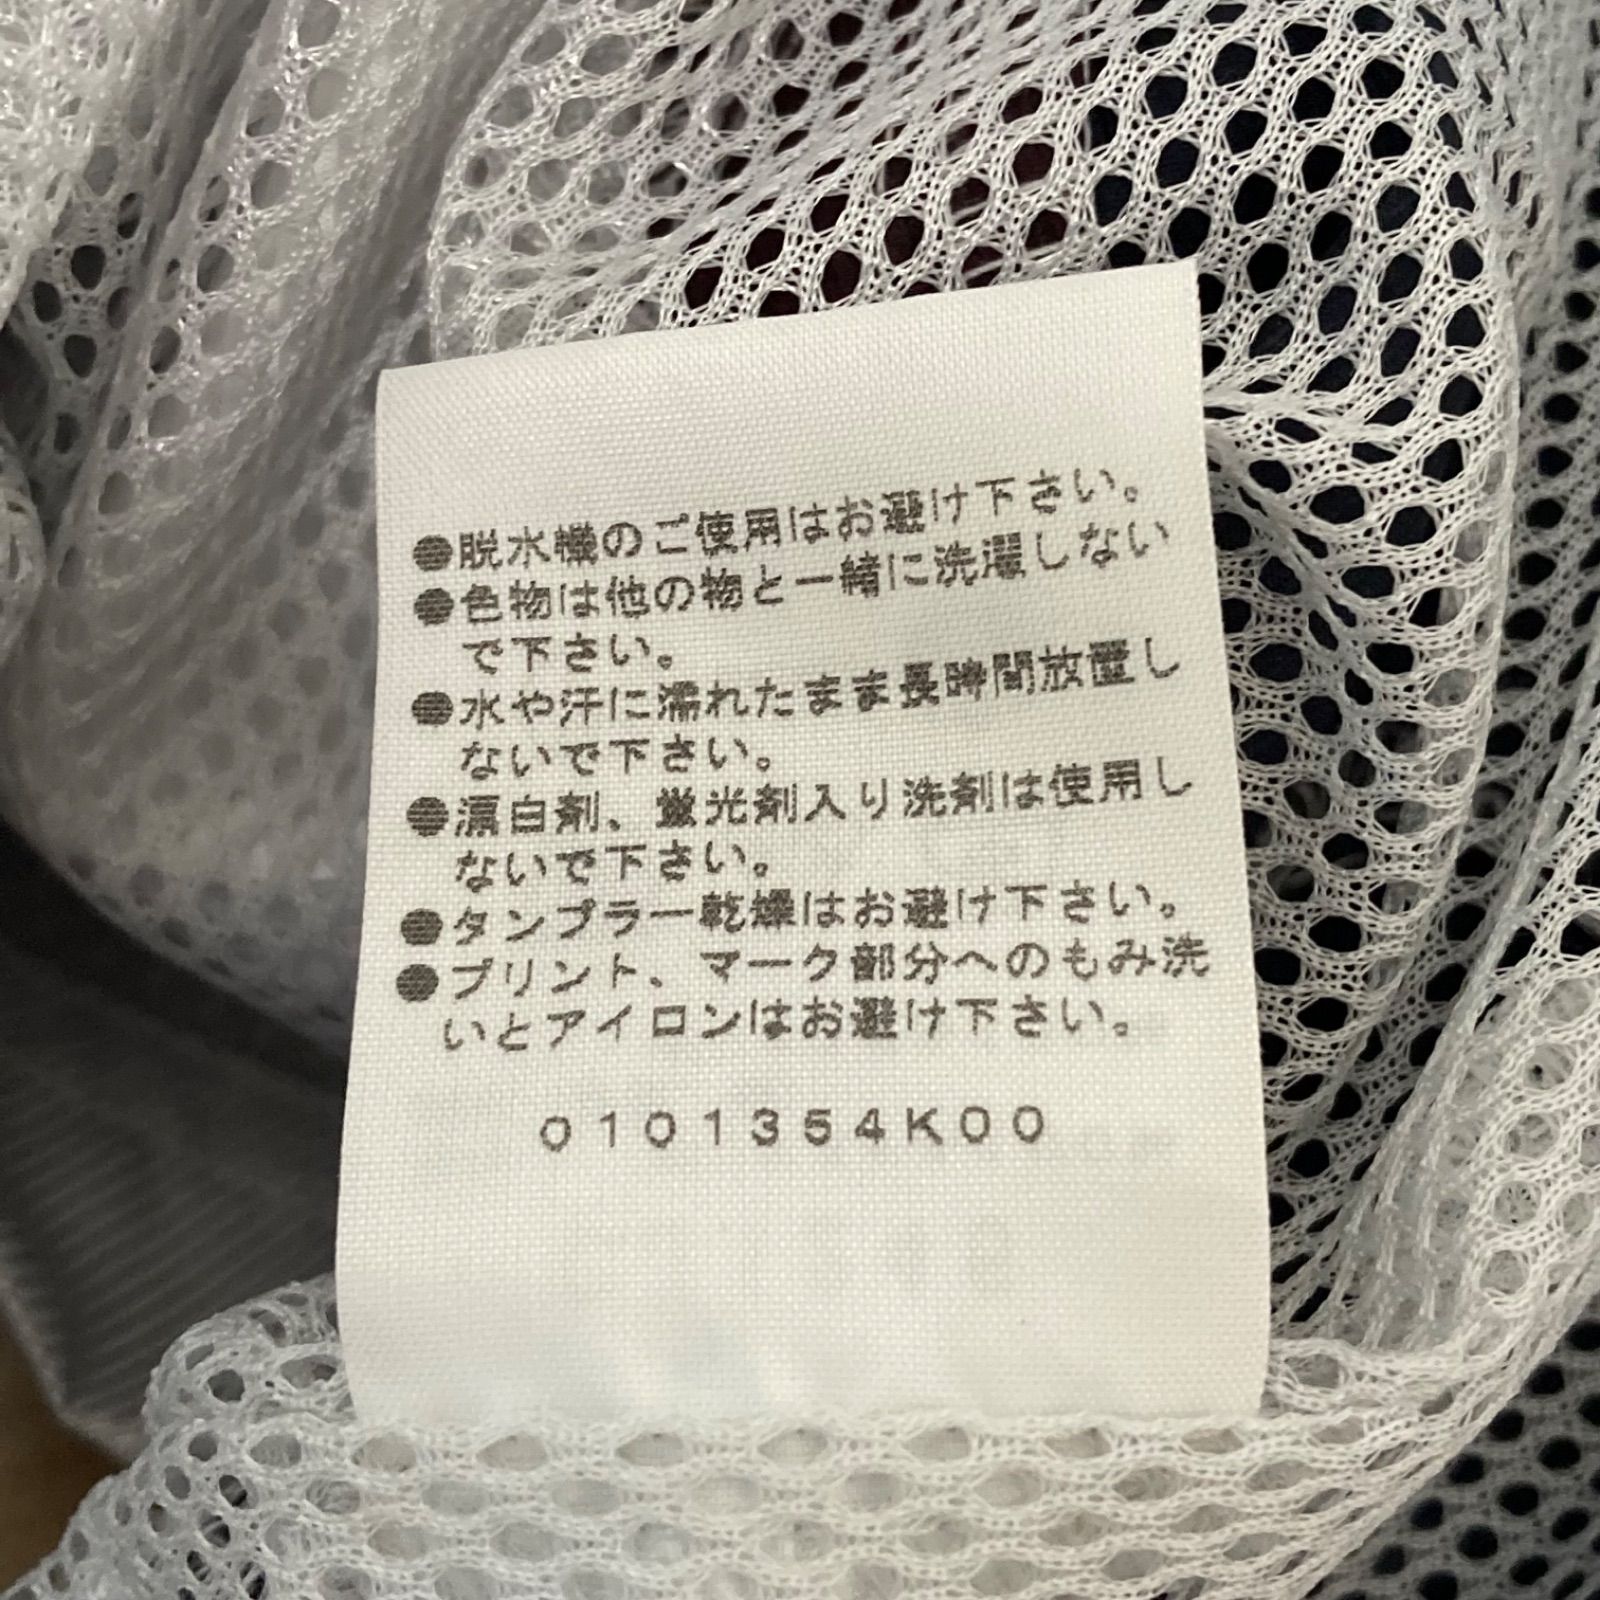 ●脱水機のご使用はお避け下さい。
●色物は他の物と一緒に洗濯しない
で下さい。
●水や汗に濡れたまま長時間放置し
ないで下さい。
●漂白剤、蛍光剤入り洗剤は使用し
ないで下さい。
●タンブラー乾燥はお避け下さい。
●プリント、マーク部分へのもみ洗
いとアイロンはお避け下さい。
0101354K00